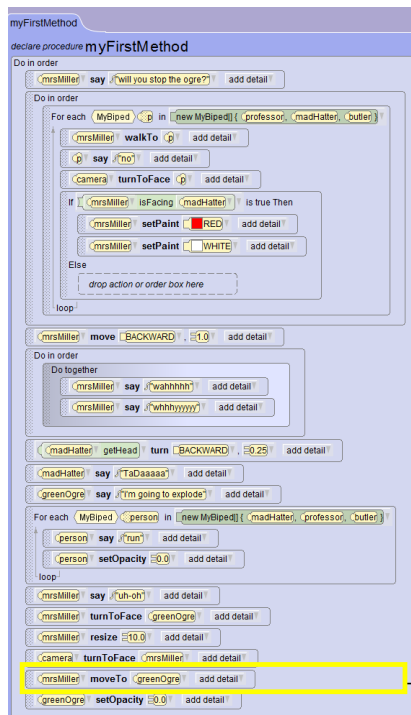 myFirstMethod
declare procedure myFirstMethod
Do in order
mrsMiller say "will you stop the ogre?" add detail
Do in order
For each MyBiped p in new MyBiped[] { professor, madHatter, butler }
mrsMiller walkTo p add detail
p say "no" add detail
camera turnToFace p add detail
If mrsMiller isFacing madHatter is true Then
mrsMiller setPaint RED add detail
mrsMiller setPaint WHITE add detail
Else
drop action or order box here
loop
mrsMiller move BACKWARD , 1.0 add detail
Do in order
Do together
mrsMiller say "wahhhhh" add detail
mrsMiller say "whhhyyyyyy" add detail
madHatter getHead turn BACKWARD , 0.25 add detail
madHatter say "TaDaaaaa" add detail
greenOgre say "I'm going to explode" add detail
For each MyBiped person in new MyBiped[] { madHatter, professor, butler }
person say "run" add detail
person setOpacity 0.0 add detail
loop
mrsMiller say "uh-oh" add detail
mrsMiller turnToFace greenOgre add detail
mrsMiller resize 10.0 add detail
camera turnToFace mrsMiller add detail
mrsMiller moveTo greenOgre add detail
greenOgre setOpacity 0.0 add detail